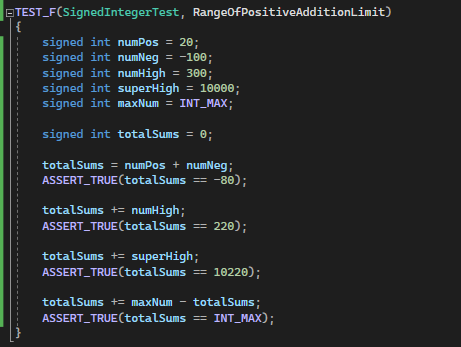 TEST_F(SignedIntegerTest, RangeOfPositiveAdditionLimit)
{
signed int numPos = 20;
signed int numNeg = -100;
signed int numHigh = 300;
signed int superHigh = 10000;
signed int maxNum = INT_MAX;
signed int totalSums = 0;
totalSums = numPos + numNeg;
ASSERT_TRUE(totalSums == -80);
totalSums += numHigh;
ASSERT_TRUE(totalSums == 220);
totalSums += superHigh;
ASSERT_TRUE(totalSums == 10220);
totalSums += maxNum - totalSums;
ASSERT_TRUE(totalSums == INT_MAX);
}